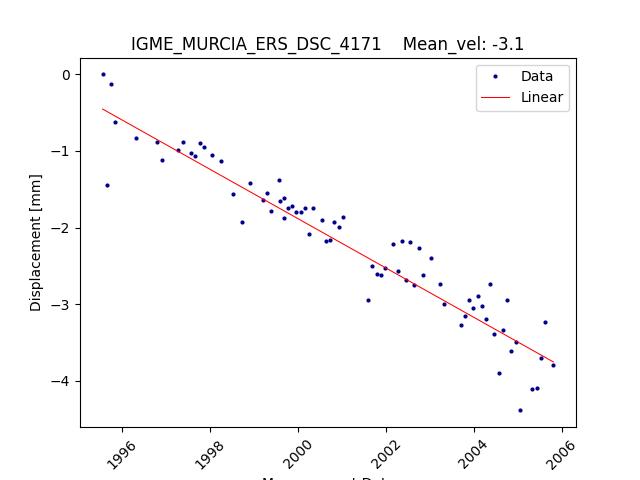 IGME_MURCIA_ERS_DSC_4171 Mean_vel: -3.1
Data
Linear
Displacement [mm]
0
−1
−2
−3
−4
1996
1998
2000
2002
2004
2006